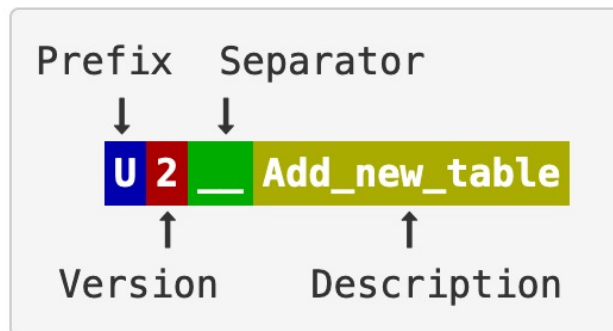 Prefix Separator
↓ ↓
U2__Add_new_table
↑ ↑
Version Description